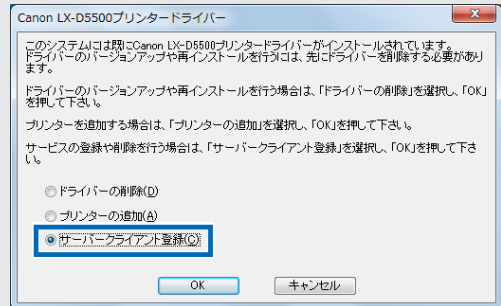 Canon LX-D5500プリンタードライバー
このシステムには既にCanon LX-D5500プリンタードライバーがインストールされています。
ドライバーのバージョンアップや再インストールを行うには、先にドライバーを削除する必要があり
ます。
ドライバーのバージョンアップや再インストールを行う場合は、「ドライバーの削除」を選択し、「OK」
を押して下さい。
プリンターを追加する場合は、「プリンターの追加」を選択し、「OK」を押して下さい。
サービスの登録や削除を行う場合は、「サーバークライアント登録」を選択し、「OK」を押して下さ
い。
ドライバーの削除(D)
プリンターの追加(A)
サーバークライアント登録(C)
OK キャンセル